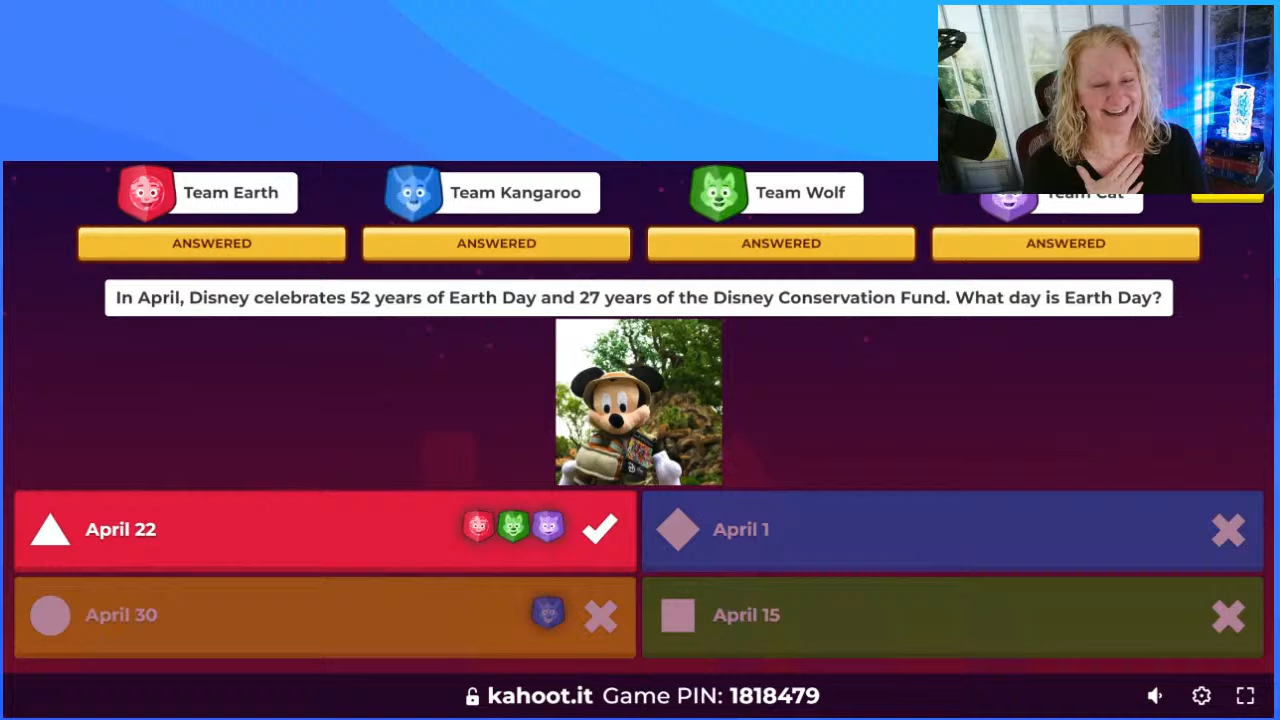 Team Earth
Team Kangaroo
Team Wolf
Team Cat
ANSWERED
ANSWERED
ANSWERED
ANSWERED
In April, Disney celebrates 52 years of Earth Day and 27 years of the Disney Conservation Fund. What day is Earth Day?
April 22
April 1
April 30
April 15
kahoot.it Game PIN: 1818479